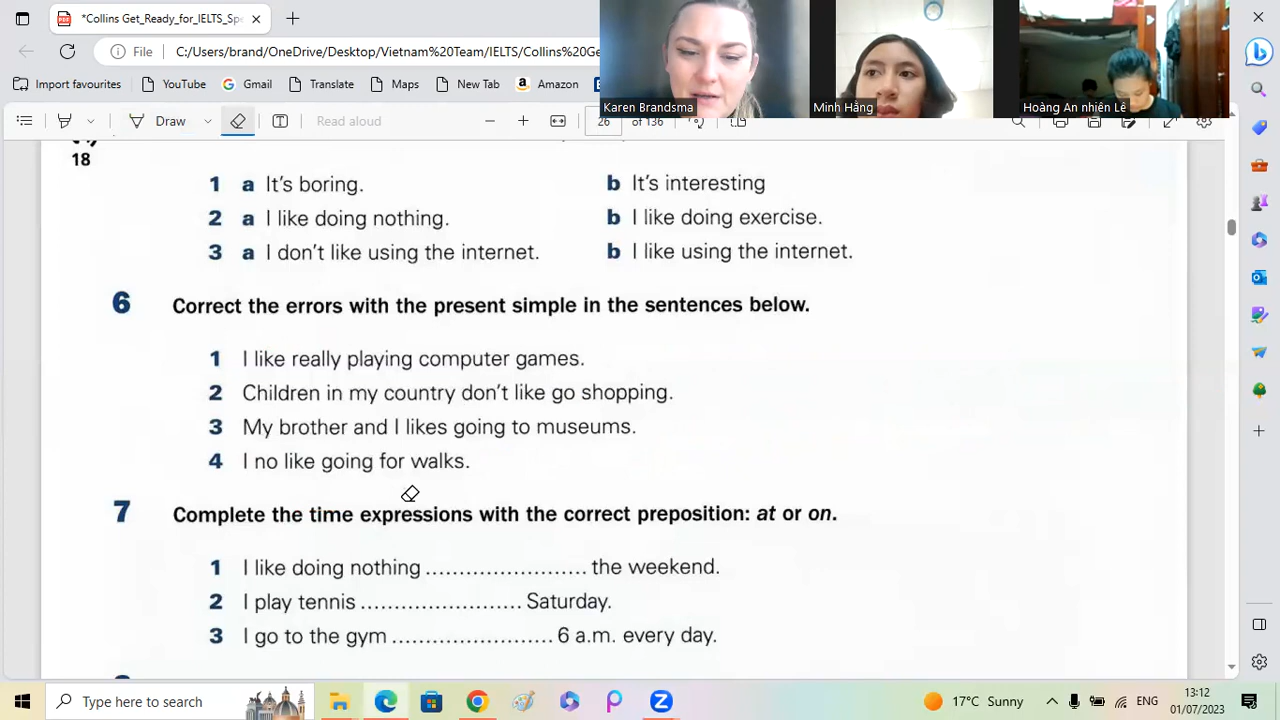 *Collins Get_Ready_for_IELTS_Spe
File
C:/Users/brand/OneDrive/Desktop/Vietnam%20Team/IELTS/Collins%20Ge
Import favourites
YouTube
Gmail
Translate
Maps
New Tab
Amazon
Karen Brandsma
Minh Hằng
Hoàng An nhiên Lê
Draw
Read aloud
26
of 136
18
1 a It's boring. b It's interesting
2 a I like doing nothing. b I like doing exercise.
3 a I don't like using the internet. b I like using the internet.
6 Correct the errors with the present simple in the sentences below.
1 I like really playing computer games.
2 Children in my country don't like go shopping.
3 My brother and I likes going to museums.
4 I no like going for walks.
7 Complete the time expressions with the correct preposition: at or on.
1 I like doing nothing ........................ the weekend.
2 I play tennis ........................ Saturday.
3 I go to the gym ........................ 6 a.m. every day.
Type here to search
17°C Sunny
ENG
13:12
01/07/2023